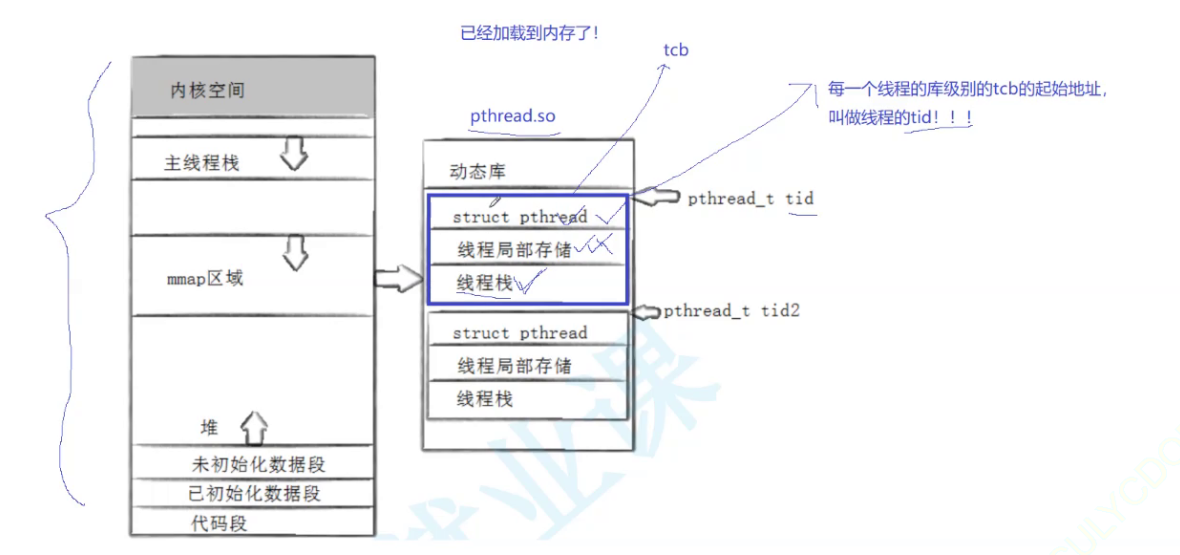 已经加载到内存了！
tcb
每一个线程的库级别的tcb的起始地址，
叫做线程的tid！！！
内核空间
主线程栈
mmap区域
堆
未初始化数据段
已初始化数据段
代码段
pthread.so
动态库
struct pthread
线程局部存储
线程栈
struct pthread
线程局部存储
线程栈
pthread_t tid
pthread_t tid2
就业课